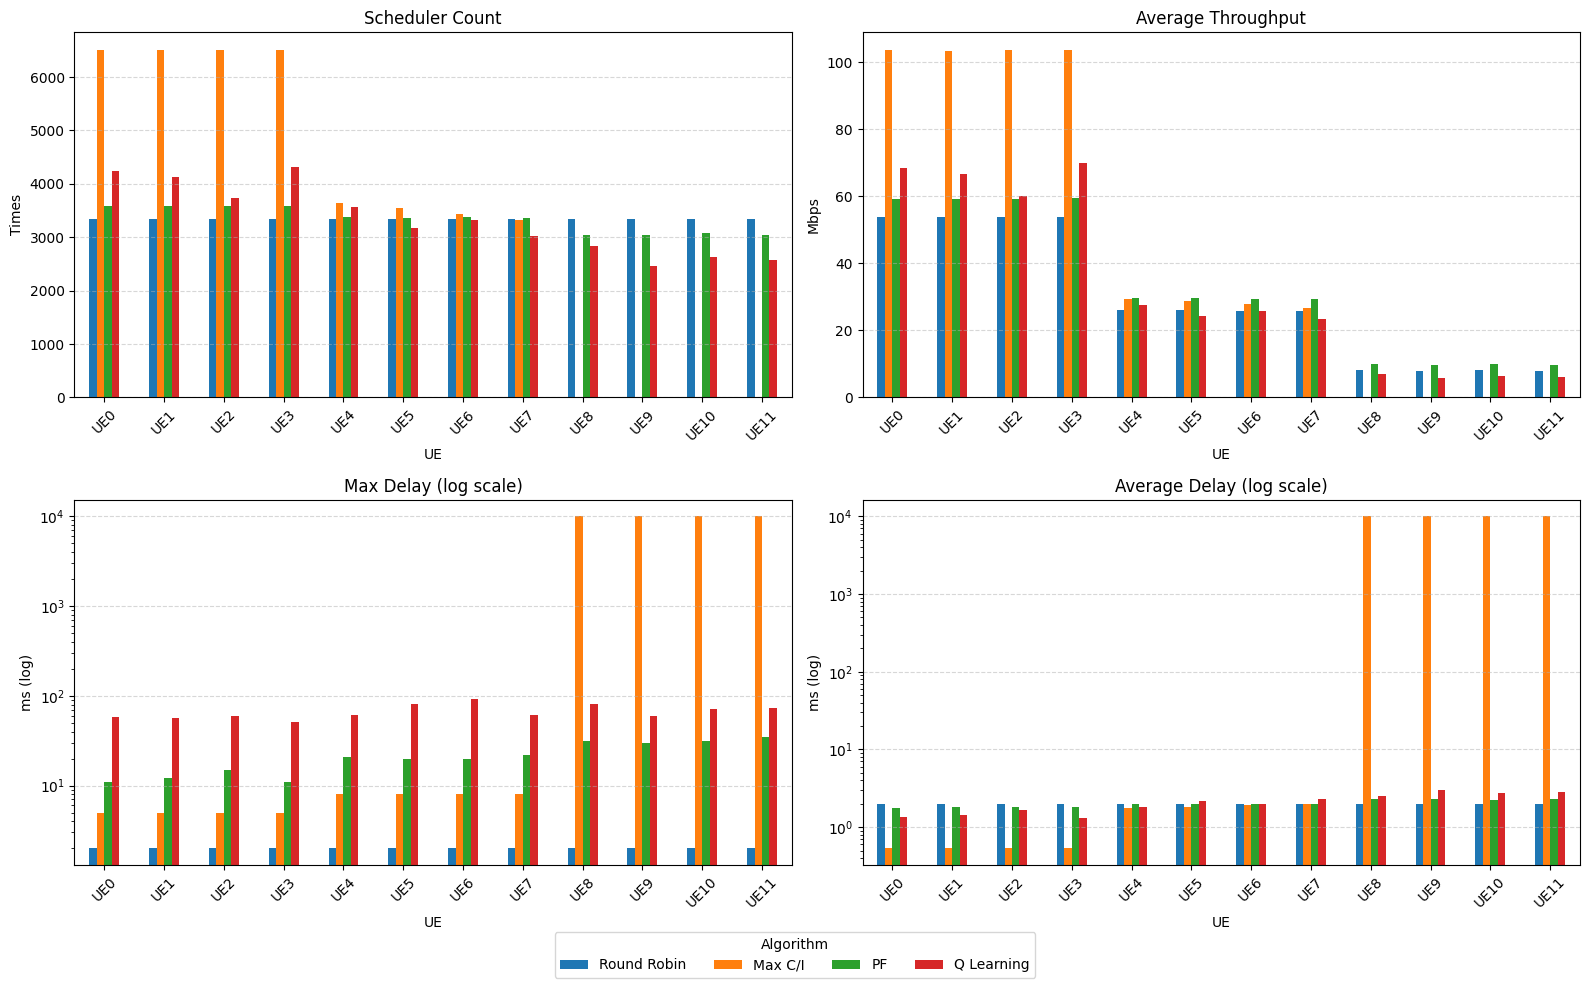 Scheduler Count
Times
6000
5000
4000
3000
2000
1000
0
UE0 UE1 UE2 UE3 UE4 UE5 UE6 UE7 UE8 UE9 UE10 UE11
UE
Average Throughput
Mbps
100
80
60
40
20
0
UE0 UE1 UE2 UE3 UE4 UE5 UE6 UE7 UE8 UE9 UE10 UE11
UE
Max Delay (log scale)
ms (log)
10⁴
10³
10²
10¹
UE0 UE1 UE2 UE3 UE4 UE5 UE6 UE7 UE8 UE9 UE10 UE11
UE
Average Delay (log scale)
ms (log)
10⁴
10³
10²
10¹
10⁰
UE0 UE1 UE2 UE3 UE4 UE5 UE6 UE7 UE8 UE9 UE10 UE11
UE
Algorithm
Round Robin Max C/I PF Q Learning